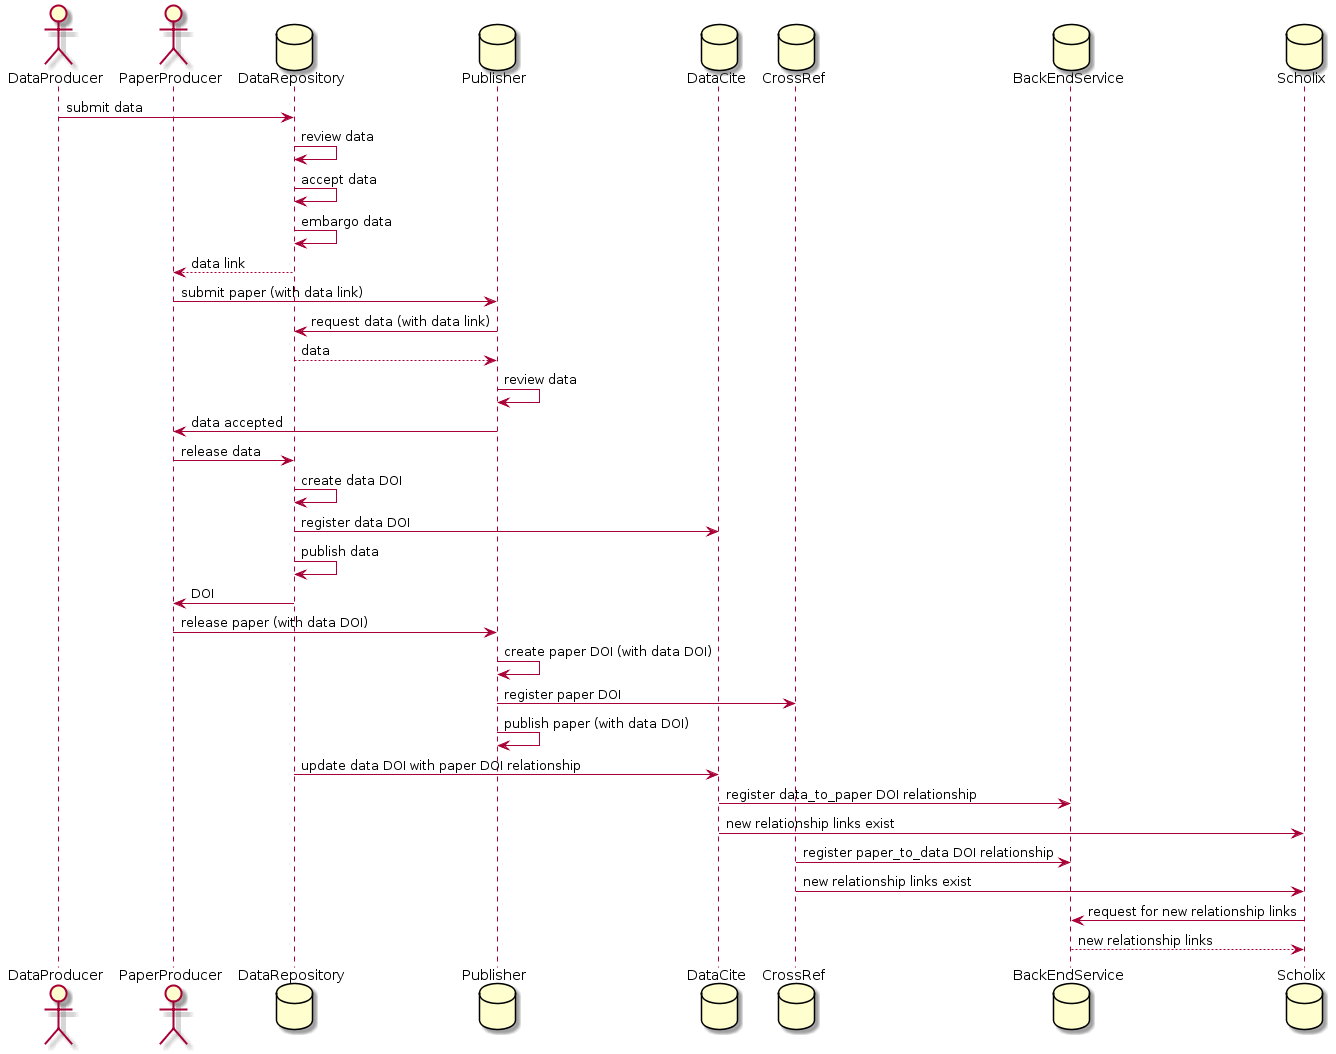 DataProducer PaperProducer DataRepository Publisher DataCite CrossRef BackEndService Scholix
submit data
review data
accept data
embargo data
data link
submit paper (with data link)
request data (with data link)
data
review data
data accepted
release data
create data DOI
register data DOI
publish data
DOI
release paper (with data DOI)
create paper DOI (with data DOI)
register paper DOI
publish paper (with data DOI)
update data DOI with paper DOI relationship
register data_to_paper DOI relationship
new relationship links exist
register paper_to_data DOI relationship
new relationship links exist
request for new relationship links
new relationship links
DataProducer PaperProducer DataRepository Publisher DataCite CrossRef BackEndService Scholix